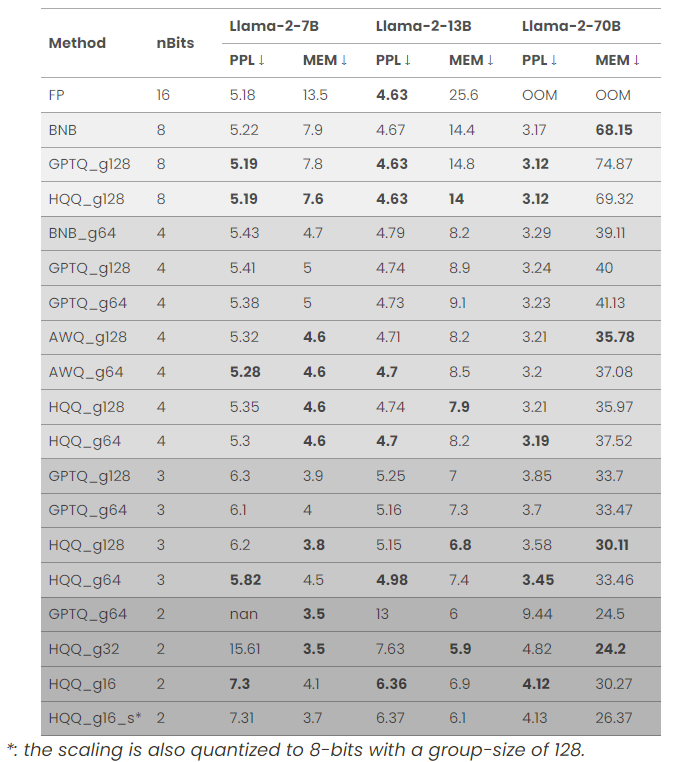 Llama-2-7B Llama-2-13B Llama-2-70B
Method nBits
PPL↓ MEM↓ PPL↓ MEM↓ PPL↓ MEM↓
FP 16 5.18 13.5 4.63 25.6 OOM OOM
BNB 8 5.22 7.9 4.67 14.4 3.17 68.15
GPTQ_g128 8 5.19 7.8 4.63 14.8 3.12 74.87
HQQ_g128 8 5.19 7.6 4.63 14 3.12 69.32
BNB_g64 4 5.43 4.7 4.79 8.2 3.29 39.11
GPTQ_g128 4 5.41 5 4.74 8.9 3.24 40
GPTQ_g64 4 5.38 5 4.73 9.1 3.23 41.13
AWQ_g128 4 5.32 4.6 4.71 8.2 3.21 35.78
AWQ_g64 4 5.28 4.6 4.7 8.5 3.2 37.08
HQQ_g128 4 5.35 4.6 4.74 7.9 3.21 35.97
HQQ_g64 4 5.3 4.6 4.7 8.2 3.19 37.52
GPTQ_g128 3 6.3 3.9 5.25 7 3.85 33.7
GPTQ_g64 3 6.1 4 5.16 7.3 3.7 33.47
HQQ_g128 3 6.2 3.8 5.15 6.8 3.58 30.11
HQQ_g64 3 5.82 4.5 4.98 7.4 3.45 33.46
GPTQ_g64 2 nan 3.5 13 6 9.44 24.5
HQQ_g32 2 15.61 3.5 7.63 5.9 4.82 24.2
HQQ_g16 2 7.3 4.1 6.36 6.9 4.12 30.27
HQQ_g16_s* 2 7.31 3.7 6.37 6.1 4.13 26.37
*: the scaling is also quantized to 8-bits with a group-size of 128.